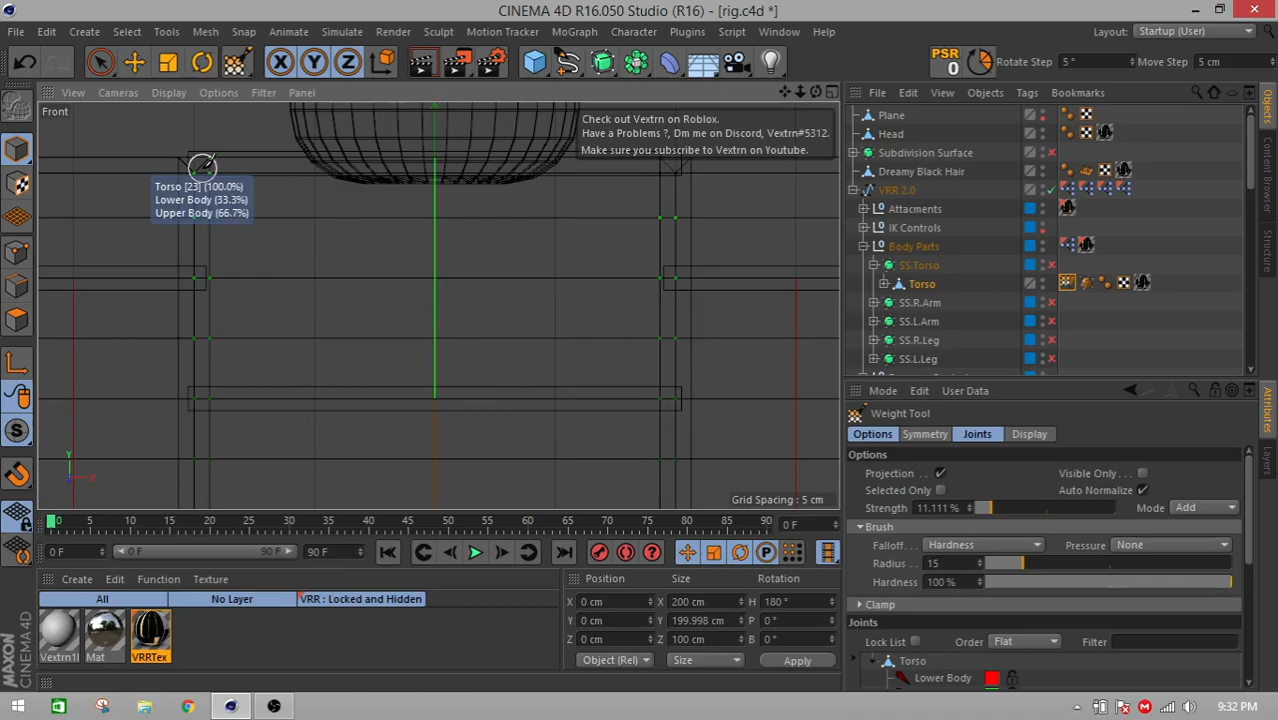 CINEMA 4D R16.050 Studio (R16) - [rig.c4d *]
File Edit Create Select Tools Mesh Snap Animate Simulate Render Sculpt Motion Tracker MoGraph Character Plugins Script Window Help Layout: Startup (User)
X Y Z PSR 0 Rotate Step 5 ° Move Step 5 cm
View Cameras Display Options Filter Panel
File Edit View Objects Tags Bookmarks
Front
Check out Vextrn on Roblox.
Have a Problems ?, Dm me on Discord, Vextrn#5312.
Make sure you subscribe to Vextrn on Youtube.
Torso [23] (100.0%)
Lower Body (33.3%)
Upper Body (66.7%)
Y
X
Grid Spacing : 5 cm
Plane
Head
Subdivision Surface
Dreamy Black Hair
VRR 2.0
Attacments
IK Controls
Body Parts
SS.Torso
Torso
SS.R.Arm
SS.L.Arm
SS.R.Leg
SS.L.Leg
Objects
Structure
Mode Edit User Data
Weight Tool
Options Symmetry Joints Display
Options
Projection Visible Only
Selected Only Auto Normalize
Strength 11.111 % Mode Add
Brush
Falloff Hardness Pressure None
Radius 15
Hardness 100 %
Clamp
Joints
Lock List Order Flat Filter
Torso
Lower Body
Attributes
Layers
0 5 10 15 20 25 30 35 40 45 50 55 60 65 70 75 80 85 90 0 F
0 F 0 F 90 F 90 F
Create Edit Function Texture
All No Layer VRR : Locked and Hidden
Vextrn1 Mat VRRTex
Position Size Rotation
X 0 cm X 200 cm H 180 °
Y 0 cm Y 199.998 cm P 0 °
Z 0 cm Z 100 cm B 0 °
Object (Rel) Size Apply
MAXON CINEMA 4D
9:32 PM